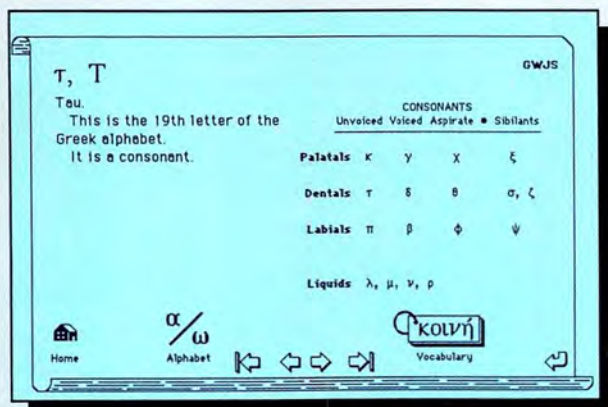 τ, Τ
GWJS
Tau.
This is the 19th letter of the
Greek alphabet.
It is a consonant.
CONSONANTS
Unvoiced Voiced Aspirate • Sibilants
Palatals κ γ χ ξ
Dentals τ δ θ σ, ζ
Labials π β φ ψ
Liquids λ, μ, ν, ρ
α/ω
κοινή
Home
Alphabet
Vocabulary